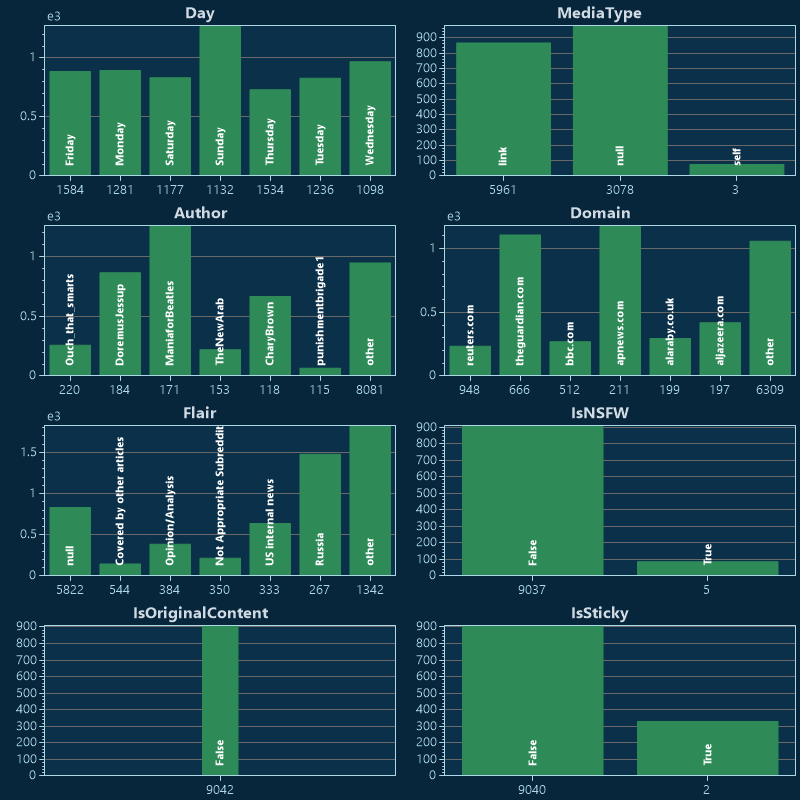 Day
e3
1
0.5
0
Friday
Monday
Saturday
Sunday
Thursday
Tuesday
Wednesday
1584 1281 1177 1132 1534 1236 1098
MediaType
900
800
700
600
500
400
300
200
100
0
link
null
self
5961 3078 3
Author
e3
1
0.5
0
Ouch_that_smarts
DoremusJessup
ManiaforBeatles
TheNewArab
CharyBrown
punishmentbrigade1
other
220 184 171 153 118 115 8081
Domain
e3
1
0.5
0
reuters.com
theguardian.com
bbc.com
apnews.com
alaraby.co.uk
aljazeera.com
other
948 666 512 211 199 197 6309
Flair
e3
1.5
1
0.5
0
null
Covered by other articles
Opinion/Analysis
Not Appropriate Subreddit
US internal news
Russia
other
5822 544 384 350 333 267 1342
IsNSFW
900
800
700
600
500
400
300
200
100
0
False
True
9037 5
IsOriginalContent
900
800
700
600
500
400
300
200
100
0
False
9042
IsSticky
900
800
700
600
500
400
300
200
100
0
False
True
9040 2